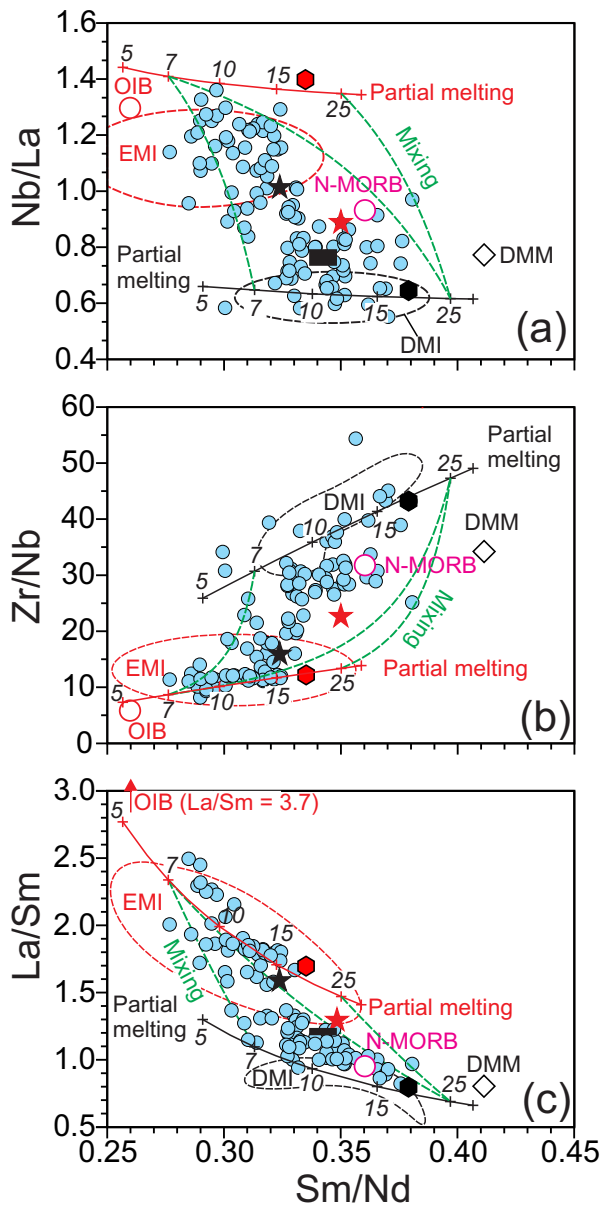 1.6
5
7
10
15
25
Partial melting
OIB
1.4
EMI
1.2
Mixing
Nb/La
N-MORB
1.0
0.8
Partial
melting
DMM
5
7
10
15
25
0.6
DMI
(a)
0.4
60
Partial
melting
50
25
DMI
15
40
10
7
DMM
Zr/Nb
5
30
N-MORB
20
Mixing
EMI
Partial melting
10
5
7
10
15
25
OIB
(b)
0
3.0
OIB (La/Sm = 3.7)
5
2.5
7
EMI
10
2.0
15
La/Sm
Mixing
25
1.5
Partial melting
Partial
melting
5
N-MORB
1.0
7
DMM
10
DMI
15
25
(c)
0.5
0.25
0.30
0.35
0.40
0.45
Sm/Nd